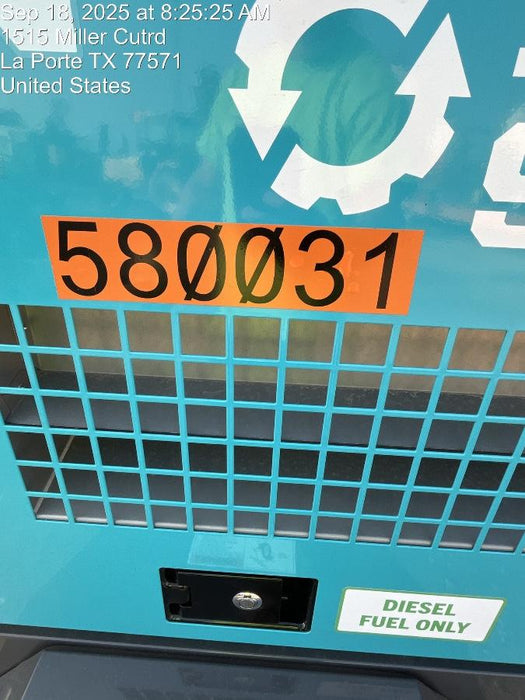 Sep 18, 2025 at 8:25:25 AM
1515 Miller Cutrd
La Porte TX 77571
United States
580031
DIESEL
FUEL ONLY